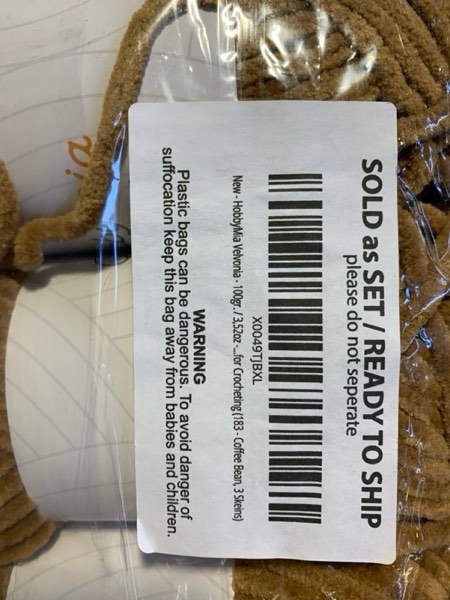 SOLD as SET / READY TO SHIP
please do not seperate
X0049TJBXL
New - HobbyMia Velvonia - 100gr. / 3,52oz -...for Crocheting (183 - Coffee Bean, 3 Skeins)
WARNING
Plastic bags can be dangerous. To avoid danger of
suffocation keep this bag away from babies and children.